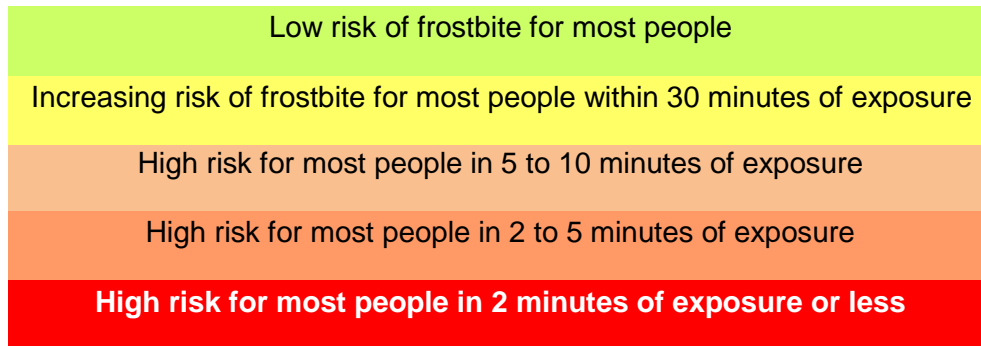 Low risk of frostbite for most people
Increasing risk of frostbite for most people within 30 minutes of exposure
High risk for most people in 5 to 10 minutes of exposure
High risk for most people in 2 to 5 minutes of exposure
High risk for most people in 2 minutes of exposure or less